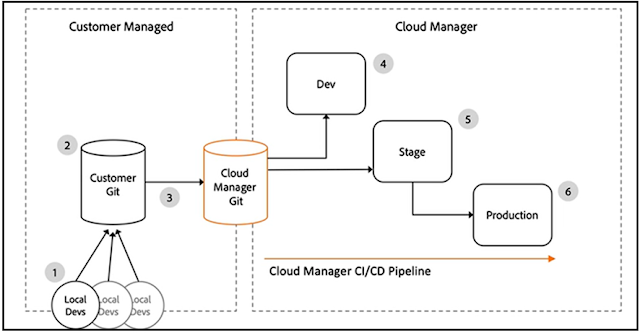 Customer Managed
Cloud Manager
4
Dev
5
2
Stage
Customer
Git
Cloud
Manager
Git
3
6
Production
Cloud Manager CI/CD Pipeline
1
Local
Devs
Local
Devs
Local
Devs